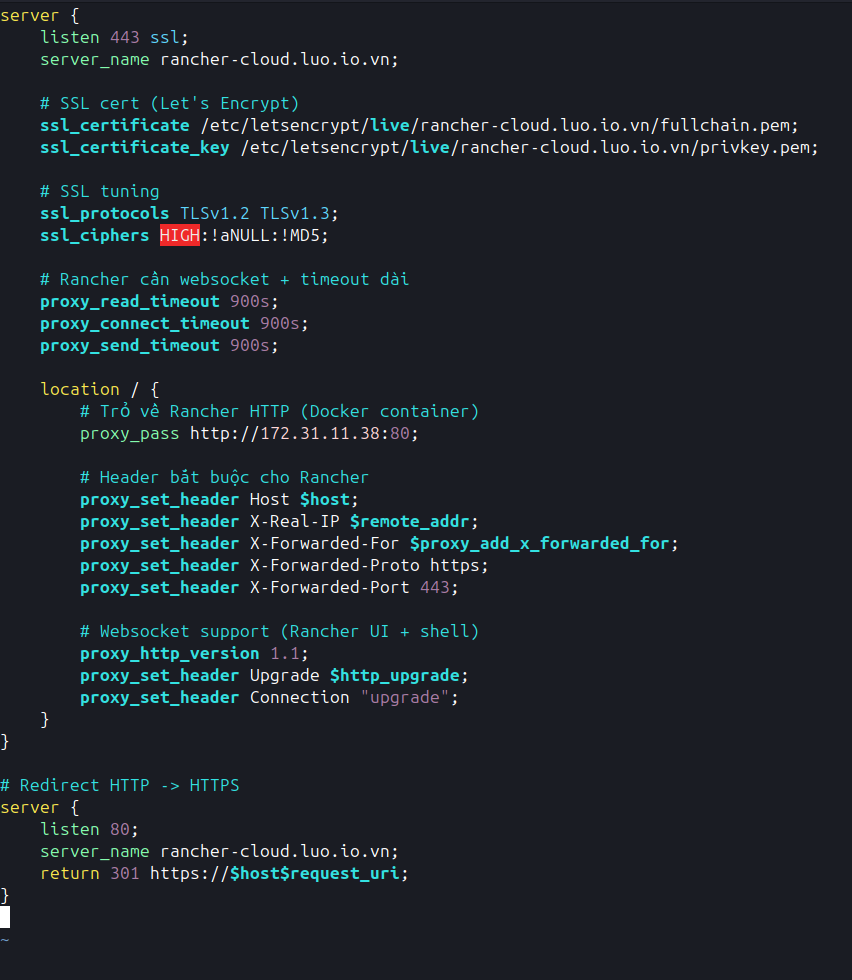 server {
    listen 443 ssl;
    server_name rancher-cloud.luo.io.vn;

    # SSL cert (Let's Encrypt)
    ssl_certificate /etc/letsencrypt/live/rancher-cloud.luo.io.vn/fullchain.pem;
    ssl_certificate_key /etc/letsencrypt/live/rancher-cloud.luo.io.vn/privkey.pem;

    # SSL tuning
    ssl_protocols TLSv1.2 TLSv1.3;
    ssl_ciphers HIGH:!aNULL:!MD5;

    # Rancher cần websocket + timeout dài
    proxy_read_timeout 900s;
    proxy_connect_timeout 900s;
    proxy_send_timeout 900s;

    location / {
        # Trỏ về Rancher HTTP (Docker container)
        proxy_pass http://172.31.11.38:80;

        # Header bắt buộc cho Rancher
        proxy_set_header Host $host;
        proxy_set_header X-Real-IP $remote_addr;
        proxy_set_header X-Forwarded-For $proxy_add_x_forwarded_for;
        proxy_set_header X-Forwarded-Proto https;
        proxy_set_header X-Forwarded-Port 443;

        # Websocket support (Rancher UI + shell)
        proxy_http_version 1.1;
        proxy_set_header Upgrade $http_upgrade;
        proxy_set_header Connection "upgrade";
    }
}

# Redirect HTTP -> HTTPS
server {
    listen 80;
    server_name rancher-cloud.luo.io.vn;
    return 301 https://$host$request_uri;
}

~